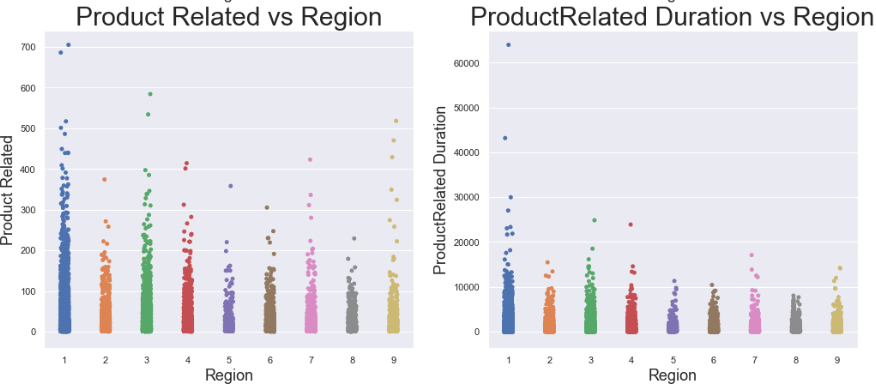 Product Related vs Region
700
600
500
400
300
200
100
0
Product Related
1 2 3 4 5 6 7 8 9
Region
ProductRelated Duration vs Region
60000
50000
40000
30000
20000
10000
0
ProductRelated Duration
1 2 3 4 5 6 7 8 9
Region